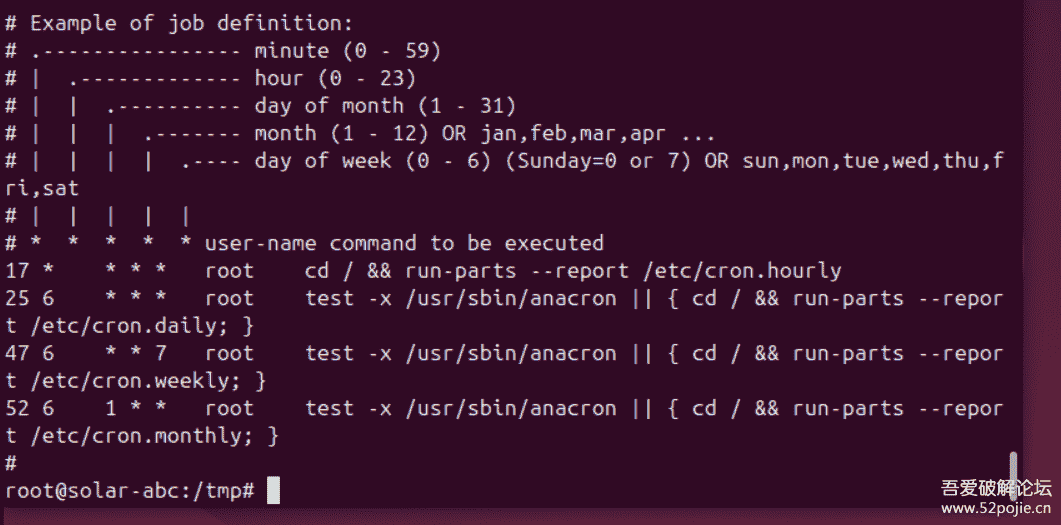 # Example of job definition:
# .---------------- minute (0 - 59)
# |  .------------- hour (0 - 23)
# |  |  .---------- day of month (1 - 31)
# |  |  |  .------- month (1 - 12) OR jan,feb,mar,apr ...
# |  |  |  |  .---- day of week (0 - 6) (Sunday=0 or 7) OR sun,mon,tue,wed,thu,f
ri,sat
# |  |  |  |  |
# *  *  *  *  * user-name command to be executed
17 *    * * *   root    cd / && run-parts --report /etc/cron.hourly
25 6    * * *   root    test -x /usr/sbin/anacron || { cd / && run-parts --repor
t /etc/cron.daily; }
47 6    * * 7   root    test -x /usr/sbin/anacron || { cd / && run-parts --repor
t /etc/cron.weekly; }
52 6    1 * *   root    test -x /usr/sbin/anacron || { cd / && run-parts --repor
t /etc/cron.monthly; }
#
root@solar-abc:/tmp#
吾爱破解论坛
www.52pojie.cn